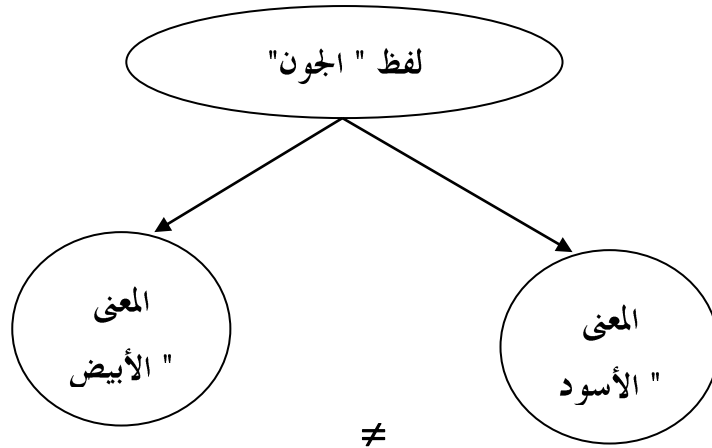 لفظ " الجون"
المعنى
" الأسود
المعنى
" الأبيض
≠